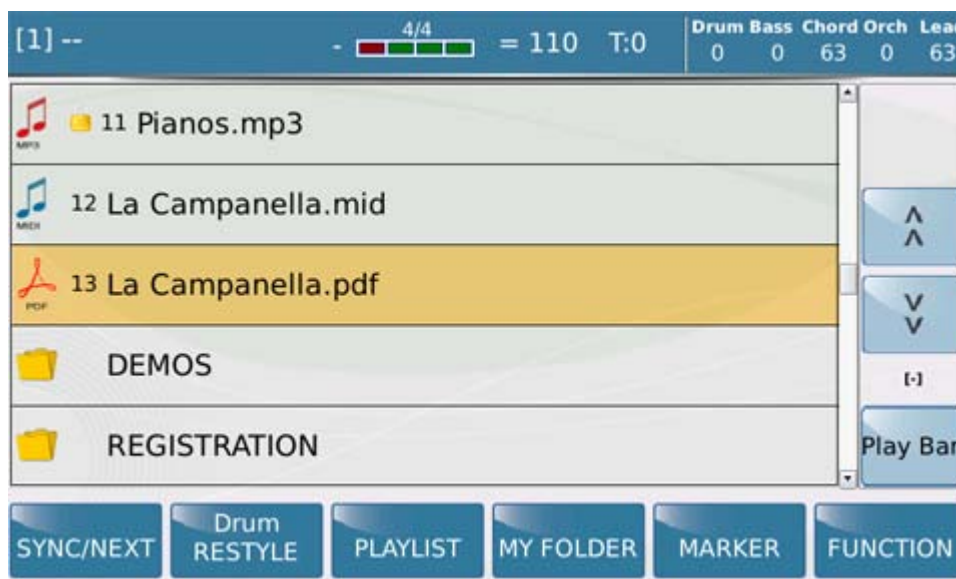 [1] --
4/4
- = 110 T:0
Drum Bass Chord Orch Lead
0 0 63 0 63
MP3 11 Pianos.mp3
MIDI 12 La Campanella.mid
PDF 13 La Campanella.pdf
DEMOS
REGISTRATION
[-]
Play Bar
SYNC/NEXT
Drum
RESTYLE
PLAYLIST
MY FOLDER
MARKER
FUNCTION